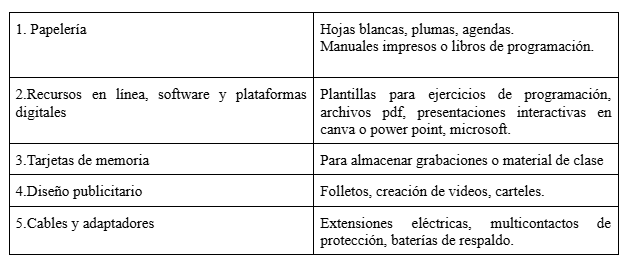 1. Papelería
Hojas blancas, plumas, agendas.
Manuales impresos o libros de programación.
2.Recursos en línea, software y plataformas
digitales
Plantillas para ejercicios de programación,
archivos pdf, presentaciones interactivas en
canva o power point, microsoft.
3.Tarjetas de memoria
Para almacenar grabaciones o material de clase
4.Diseño publicitario
Folletos, creación de videos, carteles.
5.Cables y adaptadores
Extensiones eléctricas, multicontactos de
protección, baterías de respaldo.